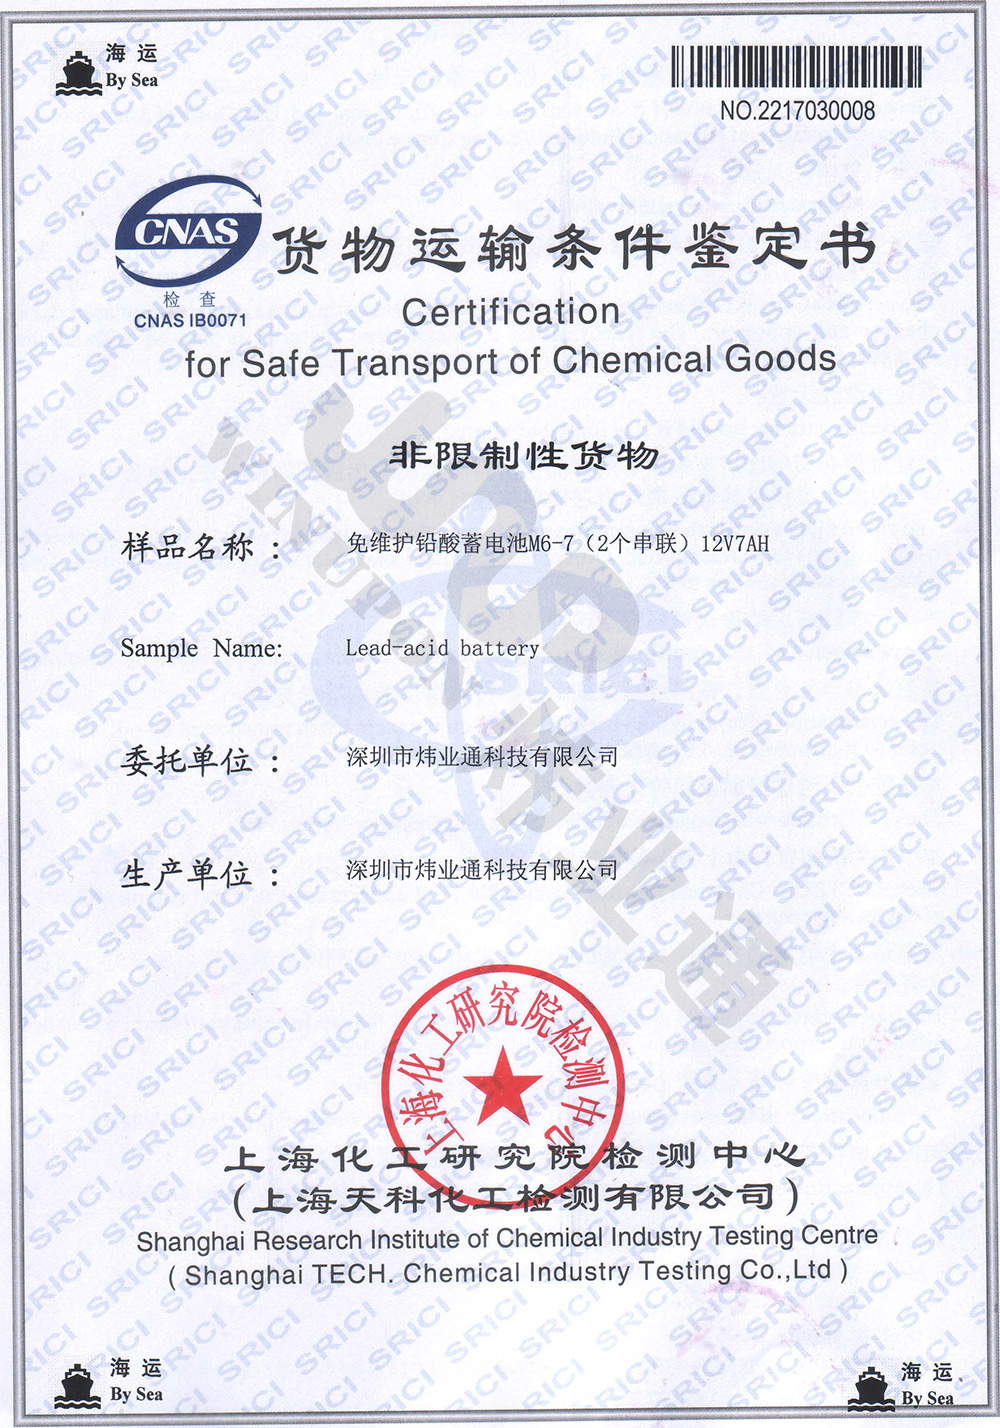 海运
By Sea
NO.2217030008
CNAS
检 查
CNAS IB0071
货物运输条件鉴定书
Certification
for Safe Transport of Chemical Goods
非限制性货物
样品名称 : 免维护铅酸蓄电池M6-7（2个串联）12V7AH
Sample Name: Lead-acid battery
SRICI
委托单位 : 深圳市炜业通科技有限公司
生产单位 : 深圳市炜业通科技有限公司
WINUPON 炜业通
上海化工研究院检测中心
上海化工研究院检测中心
(上海天科化工检测有限公司)
Shanghai Research Institute of Chemical Industry Testing Centre
( Shanghai TECH. Chemical Industry Testing Co.,Ltd )
海运
By Sea
海运
By Sea